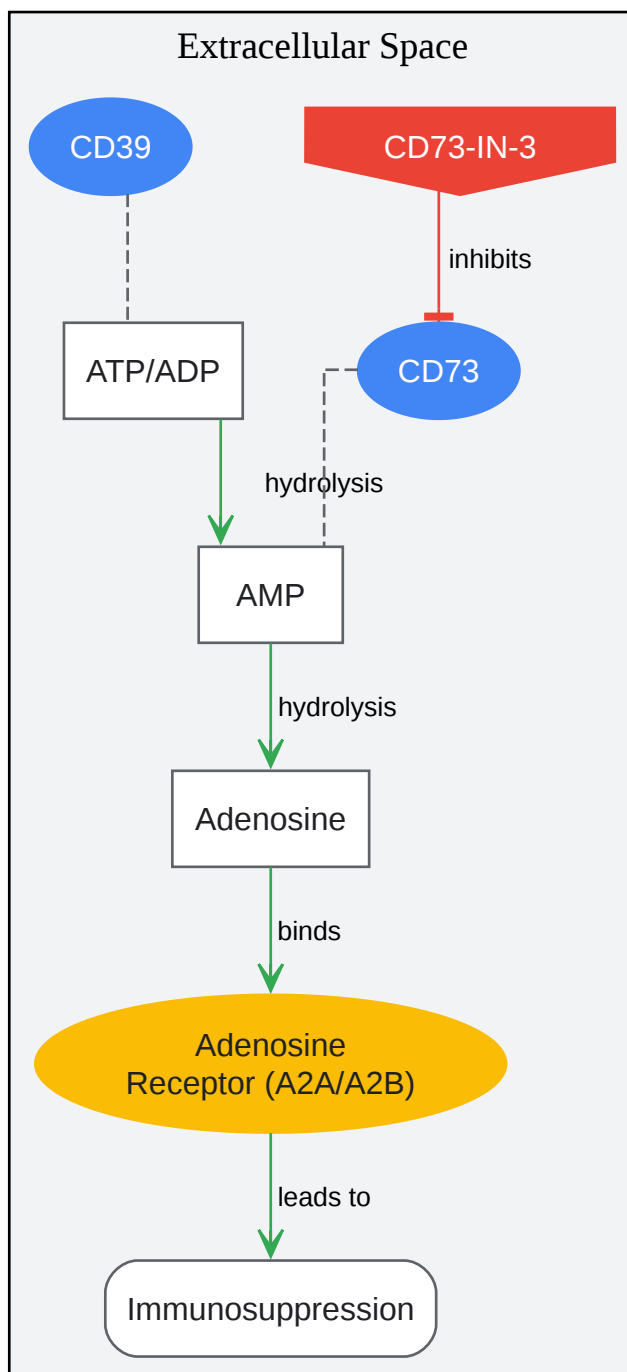 Extracellular Space
CD39
CD73-IN-3
inhibits
ATP/ADP
CD73
hydrolysis
AMP
hydrolysis
Adenosine
binds
Adenosine
Receptor (A2A/A2B)
leads to
Immunosuppression